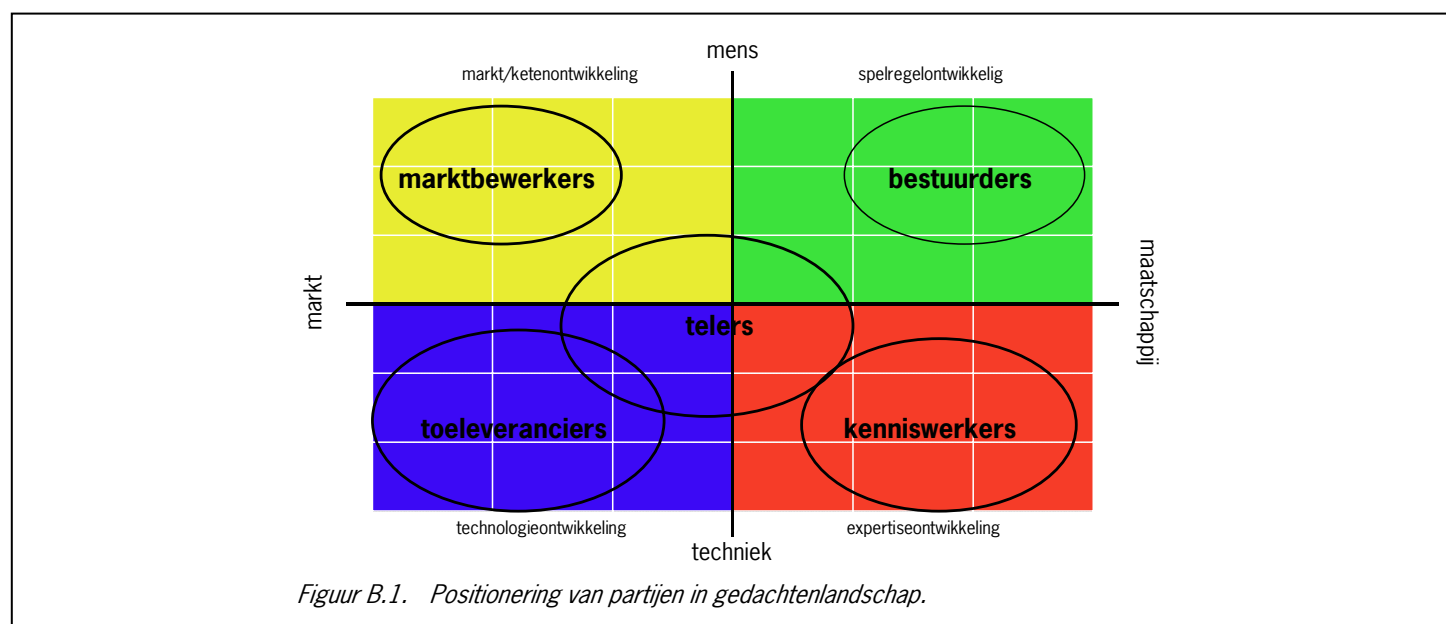 mens
markt/ketenontwikkeling
spelregelontwikkelig
marktbewerkers
bestuurders
markt
maatschappij
telers
toeleveranciers
kenniswerkers
technologieontwikkeling
expertiseontwikkeling
techniek
Figuur B.1. Positionering van partijen in gedachtenlandschap.